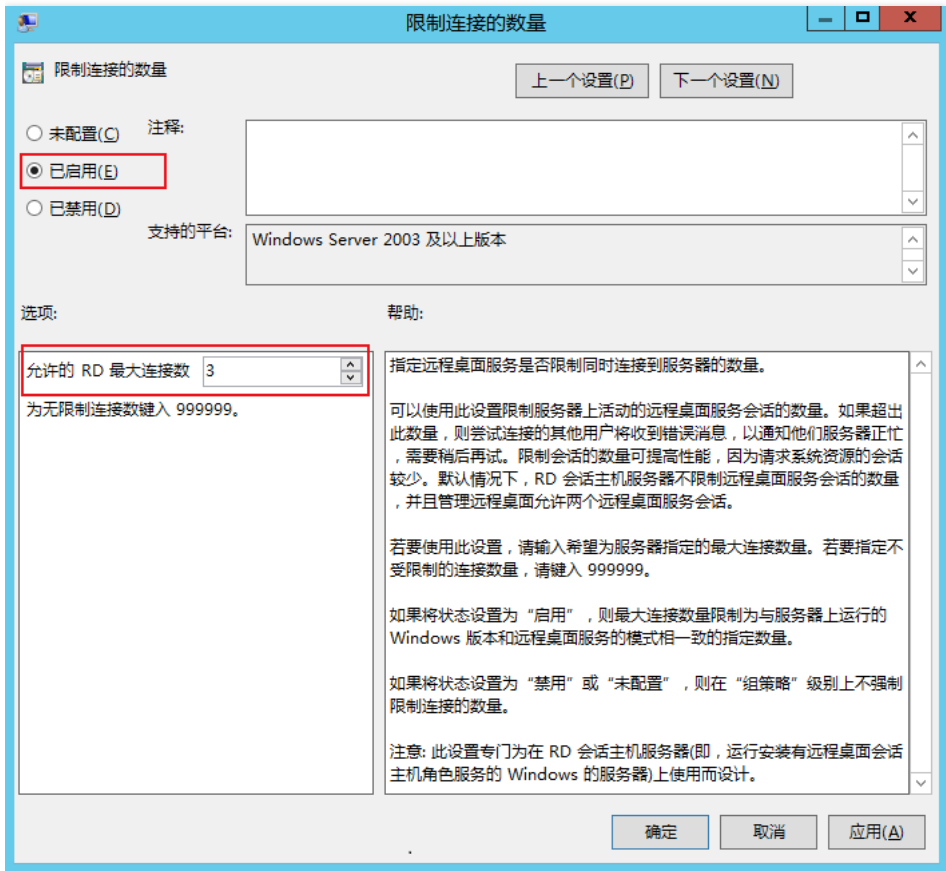 限制连接的数量
限制连接的数量
上一个设置(P)
下一个设置(N)
未配置(C)
注释:
已启用(E)
已禁用(D)
支持的平台:
Windows Server 2003 及以上版本
选项:
帮助:
允许的 RD 最大连接数 3
为无限制连接数键入 999999。
指定远程桌面服务是否限制同时连接到服务器的数量。
可以使用此设置限制服务器上活动的远程桌面服务会话的数量。如果超出
此数量，则尝试连接的其他用户将收到错误消息，以通知他们服务器正忙
，需要稍后再试。限制会话的数量可提高性能，因为请求系统资源的会话
较少。默认情况下，RD 会话主机服务器不限制远程桌面服务会话的数量
，并且管理远程桌面允许两个远程桌面服务会话。
若要使用此设置，请输入希望为服务器指定的最大连接数量。若要指定不
受限制的连接数量，请键入 999999。
如果将状态设置为“启用”，则最大连接数量限制为与服务器上运行的
Windows 版本和远程桌面服务的模式相一致的指定数量。
如果将状态设置为“禁用”或“未配置”，则在“组策略”级别上不强制
限制连接的数量。
注意: 此设置专门为在 RD 会话主机服务器(即，运行安装有远程桌面会话
主机角色服务的 Windows 的服务器)上使用而设计。
确定
取消
应用(A)